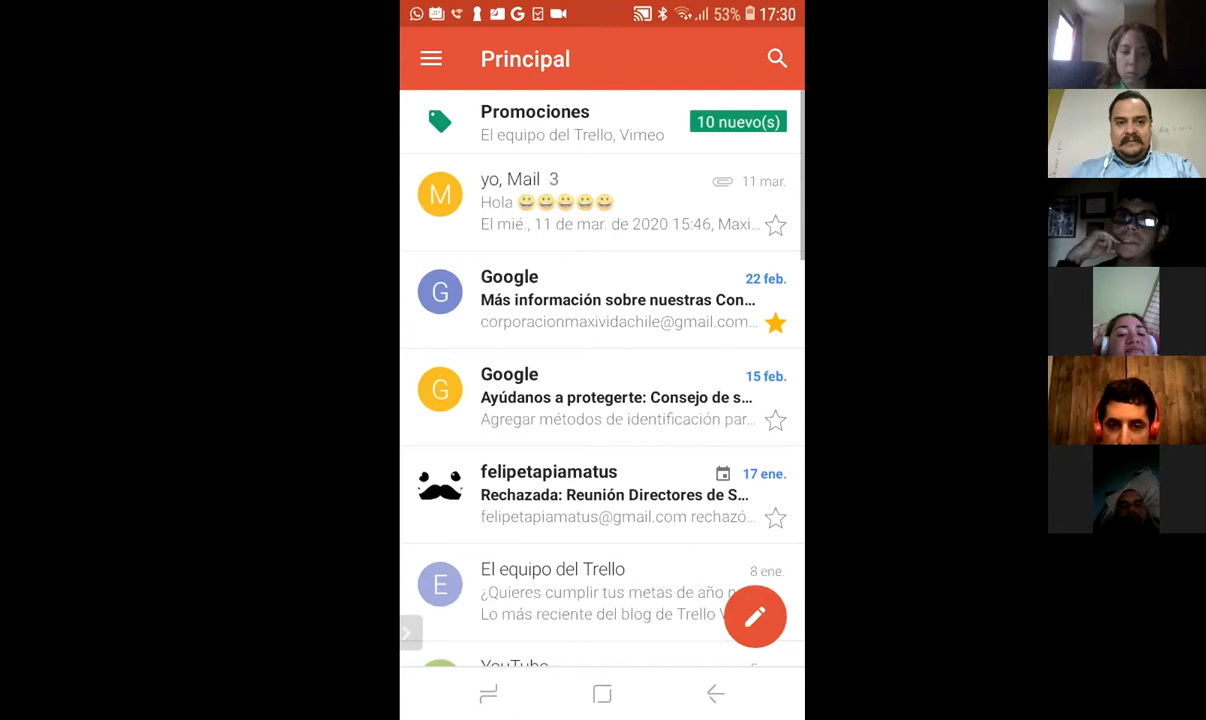 53% 17:30
Principal
Promociones
10 nuevo(s)
El equipo del Trello, Vimeo
M
yo, Mail 3
11 mar.
Hola 😀😀😀😀😀
El mié., 11 de mar. de 2020 15:46, Maxi...
G
Google
22 feb.
Más información sobre nuestras Con...
corporacionmaxividachile@gmail.com...
G
Google
15 feb.
Ayúdanos a protegerte: Consejo de s...
Agregar métodos de identificación par...
felipetapiamatus
17 ene.
Rechazada: Reunión Directores de S...
felipetapiamatus@gmail.com rechazó...
E
El equipo del Trello
8 ene.
¿Quieres cumplir tus metas de año n
Lo más reciente del blog de Trello V
YouTube